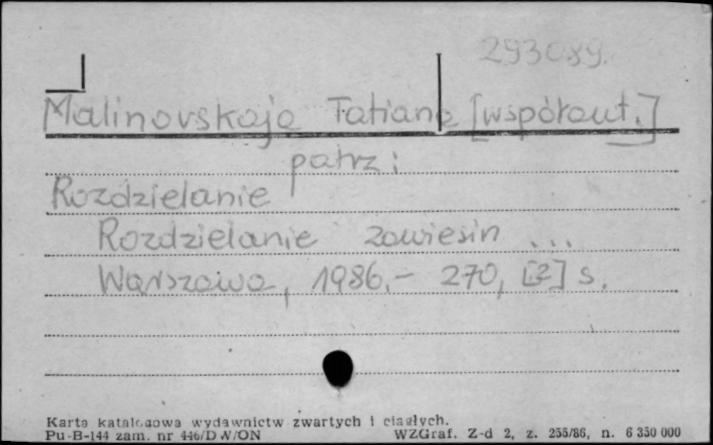 293089.
Malinovskaja Tatiana [współaut.]
patrz:
Rozdzielanie
Rozdzielanie zawiesin ...
Warszawa, 1986.- 270, [2] s.
Karta katalogowa wydawnictw zwartych i ciągłych.
Pu-B-144 zam. nr 446/D W/ON WZGraf. Z-d 2, z. 255/86, n. 6 350 000